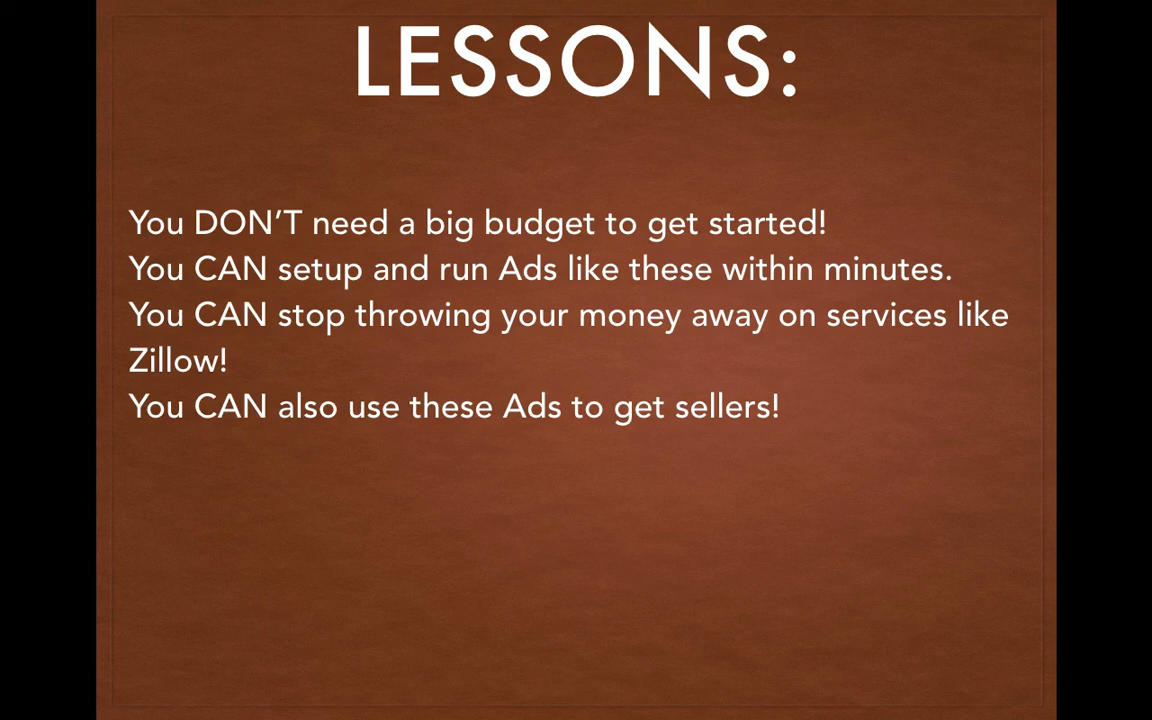 LESSONS:
You DON’T need a big budget to get started!
You CAN setup and run Ads like these within minutes.
You CAN stop throwing your money away on services like
Zillow!
You CAN also use these Ads to get sellers!